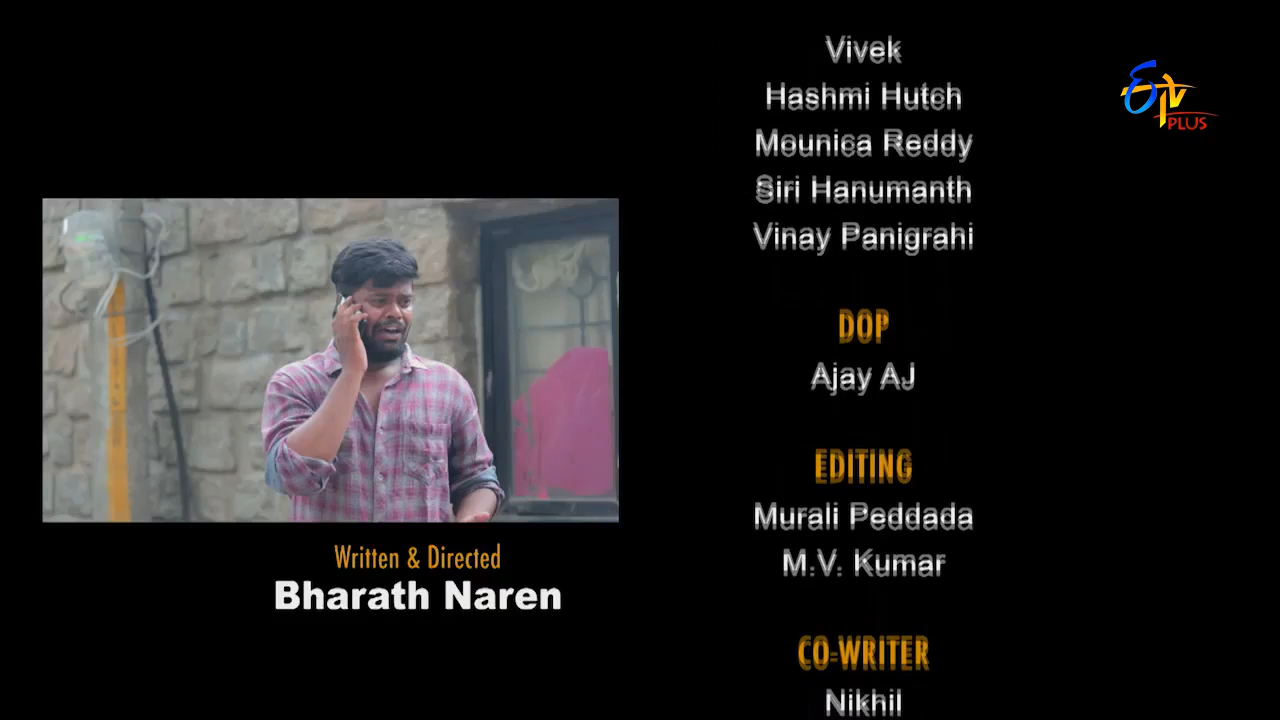 Vivek
Hashmi Hutch
Mounica Reddy
Siri Hanumanth
Vinay Panigrahi
DOP
Ajay AJ
EDITING
Murali Peddada
M.V. Kumar
CO-WRITER
Nikhil
Written & Directed
Bharath Naren
ETV
PLUS